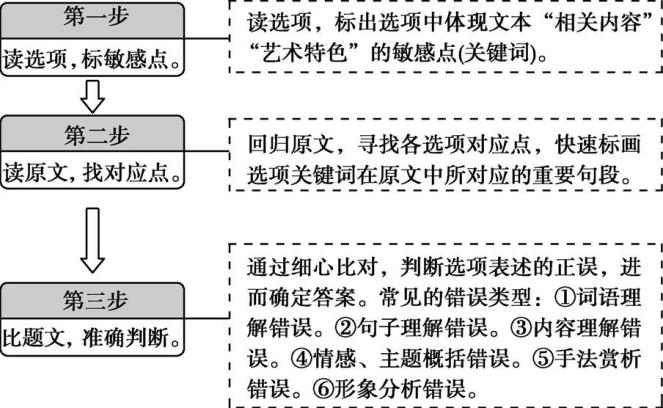 第一步
读选项，标敏感点。
读选项，标出选项中体现文本“相关内容”
“艺术特色”的敏感点(关键词)。
第二步
读原文，找对应点。
回归原文，寻找各选项对应点，快速标画
选项关键词在原文中所对应的重要句段。
第三步
比题文，准确判断。
通过细心比对，判断选项表述的正误，进
而确定答案。常见的错误类型：①词语理
解错误。②句子理解错误。③内容理解错
误。④情感、主题概括错误。⑤手法赏析
错误。⑥形象分析错误。